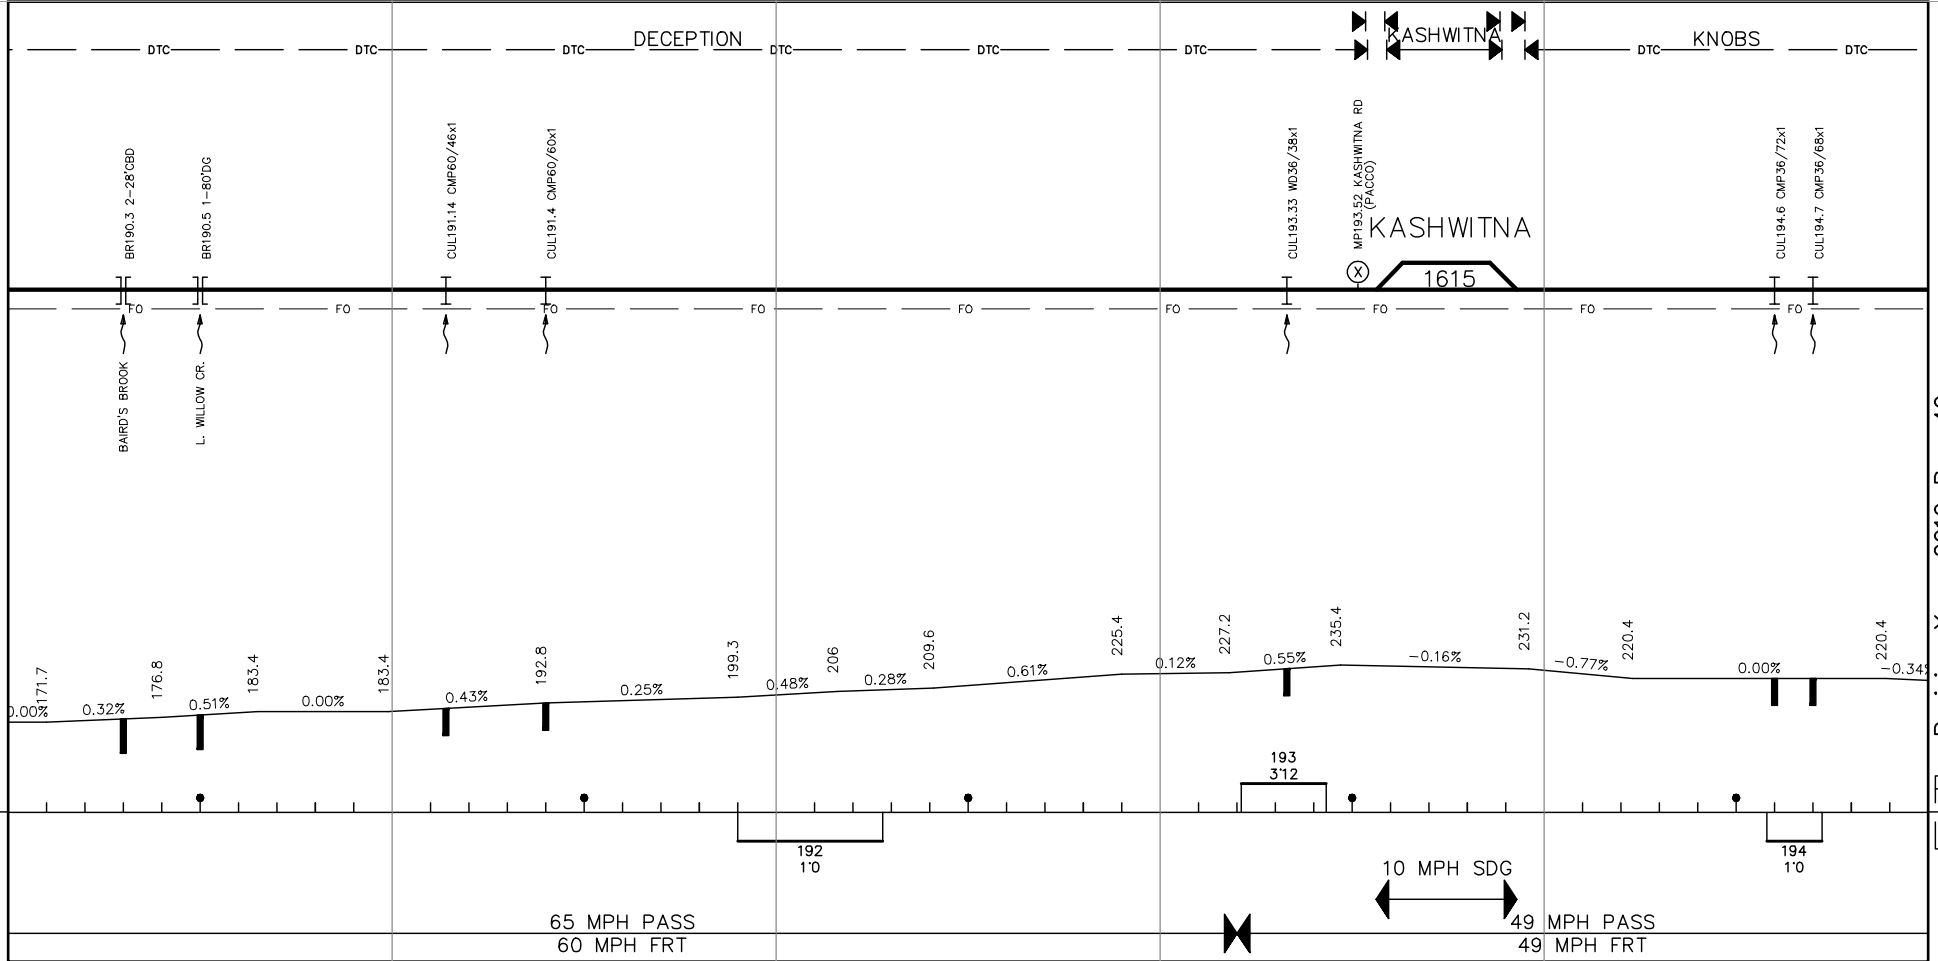 DECEPTION
KASHWITNA
KNOBS
DTC DTC DTC DTC DTC DTC DTC DTC
BR190.3 2-28'CBD
BR190.5 1-80'DG
CUL191.14 CMP60/46x1
CUL191.4 CMP60/60x1
CUL193.33 WD36/38x1
MP193.52 KASHWITNA RD
(PACCO)
CUL194.6 CMP36/72x1
CUL194.7 CMP36/68x1
KASHWITNA
X
1615
FO FO FO FO FO FO FO FO FO
BAIRD'S BROOK
L. WILLOW CR.
171.7 176.8 183.4 183.4 192.8 199.3 206 209.6 225.4 227.2 235.4 231.2 220.4 220.4
0.00% 0.32% 0.51% 0.00% 0.43% 0.25% 0.48% 0.28% 0.61% 0.12% 0.55% -0.16% -0.77% 0.00% -0.34%
193
3'12
192
1'0
194
1'0
10 MPH SDG
65 MPH PASS
60 MPH FRT
49 MPH PASS
49 MPH FRT